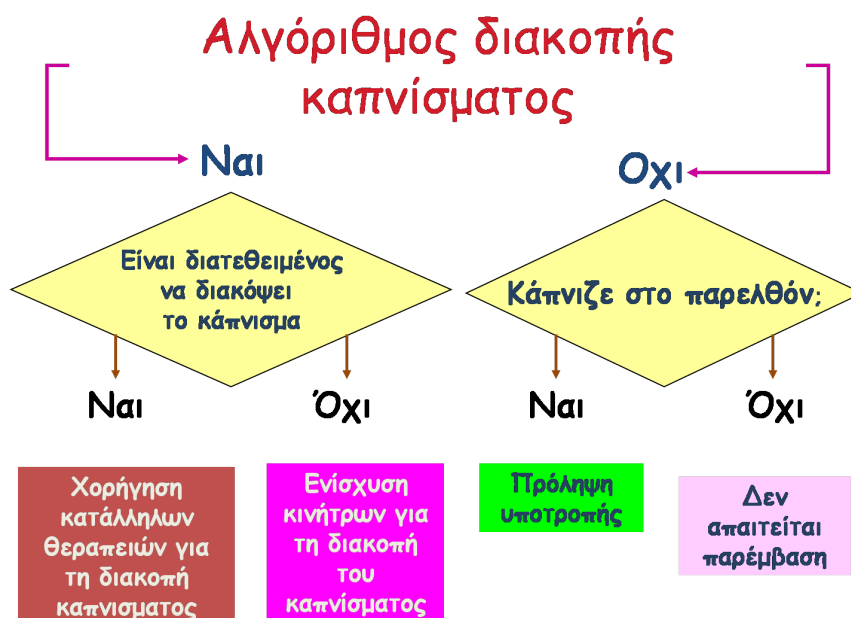 Αλγόριθμος διακοπής
καπνίσματος
Ναι
Οχι
Είναι διατεθειμένος
να διακόψει
το κάπνισμα
Κάπνιζε στο παρελθόν;
Ναι
Όχι
Ναι
Όχι
Χορήγηση
κατάλληλων
θεραπειών για
τη διακοπή
καπνισματος
Ενίσχυση
κινήτρων για
τη διακοπή
του
καπνίσματος
Πρόληψη
υποτροπής
Δεν
απαιτείται
παρέμβαση